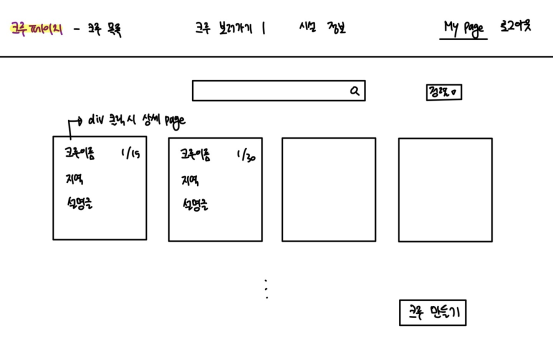 크루 페이지 - 크루 목록
크루 보러가기 |
시설 정보
My Page
로그아웃
정렬
div 클릭시 상세 page
크루이름 1/15
지역
설명글
크루이름 1/30
지역
설명글
크루 만들기